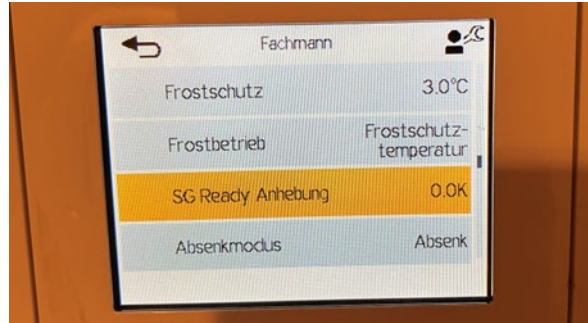 Fachmann
Frostschutz 3.0°C
Frostbetrieb Frostschutz-
temperatur
SG Ready Anhebung 0.0K
Absenkmodus Absenk